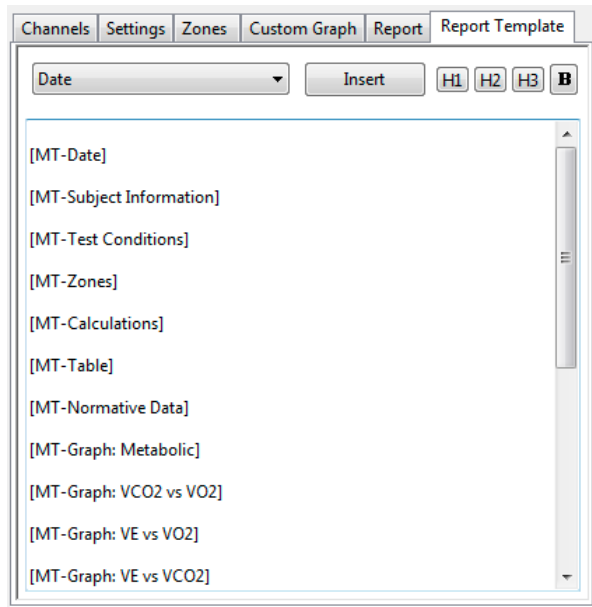 Channels Settings Zones Custom Graph Report Report Template
Date Insert H1 H2 H3 B
[MT-Date]
[MT-Subject Information]
[MT-Test Conditions]
[MT-Zones]
[MT-Calculations]
[MT-Table]
[MT-Normative Data]
[MT-Graph: Metabolic]
[MT-Graph: VCO2 vs VO2]
[MT-Graph: VE vs VO2]
[MT-Graph: VE vs VCO2]